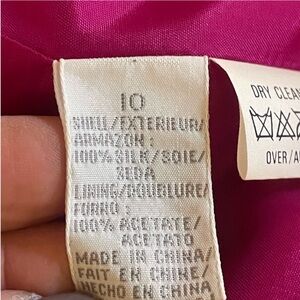 10
SHELL/EXTERIEUR/
ARMAZON :
100% SILK/SOIE/
SEDA
LINING/DOUBLURE/
FORRO :
100% ACETATE/
ACETATO
MADE IN CHINA/
FAIT EN CHINE/
HECHO EN CHINA
DRY CLEAN
OVER/